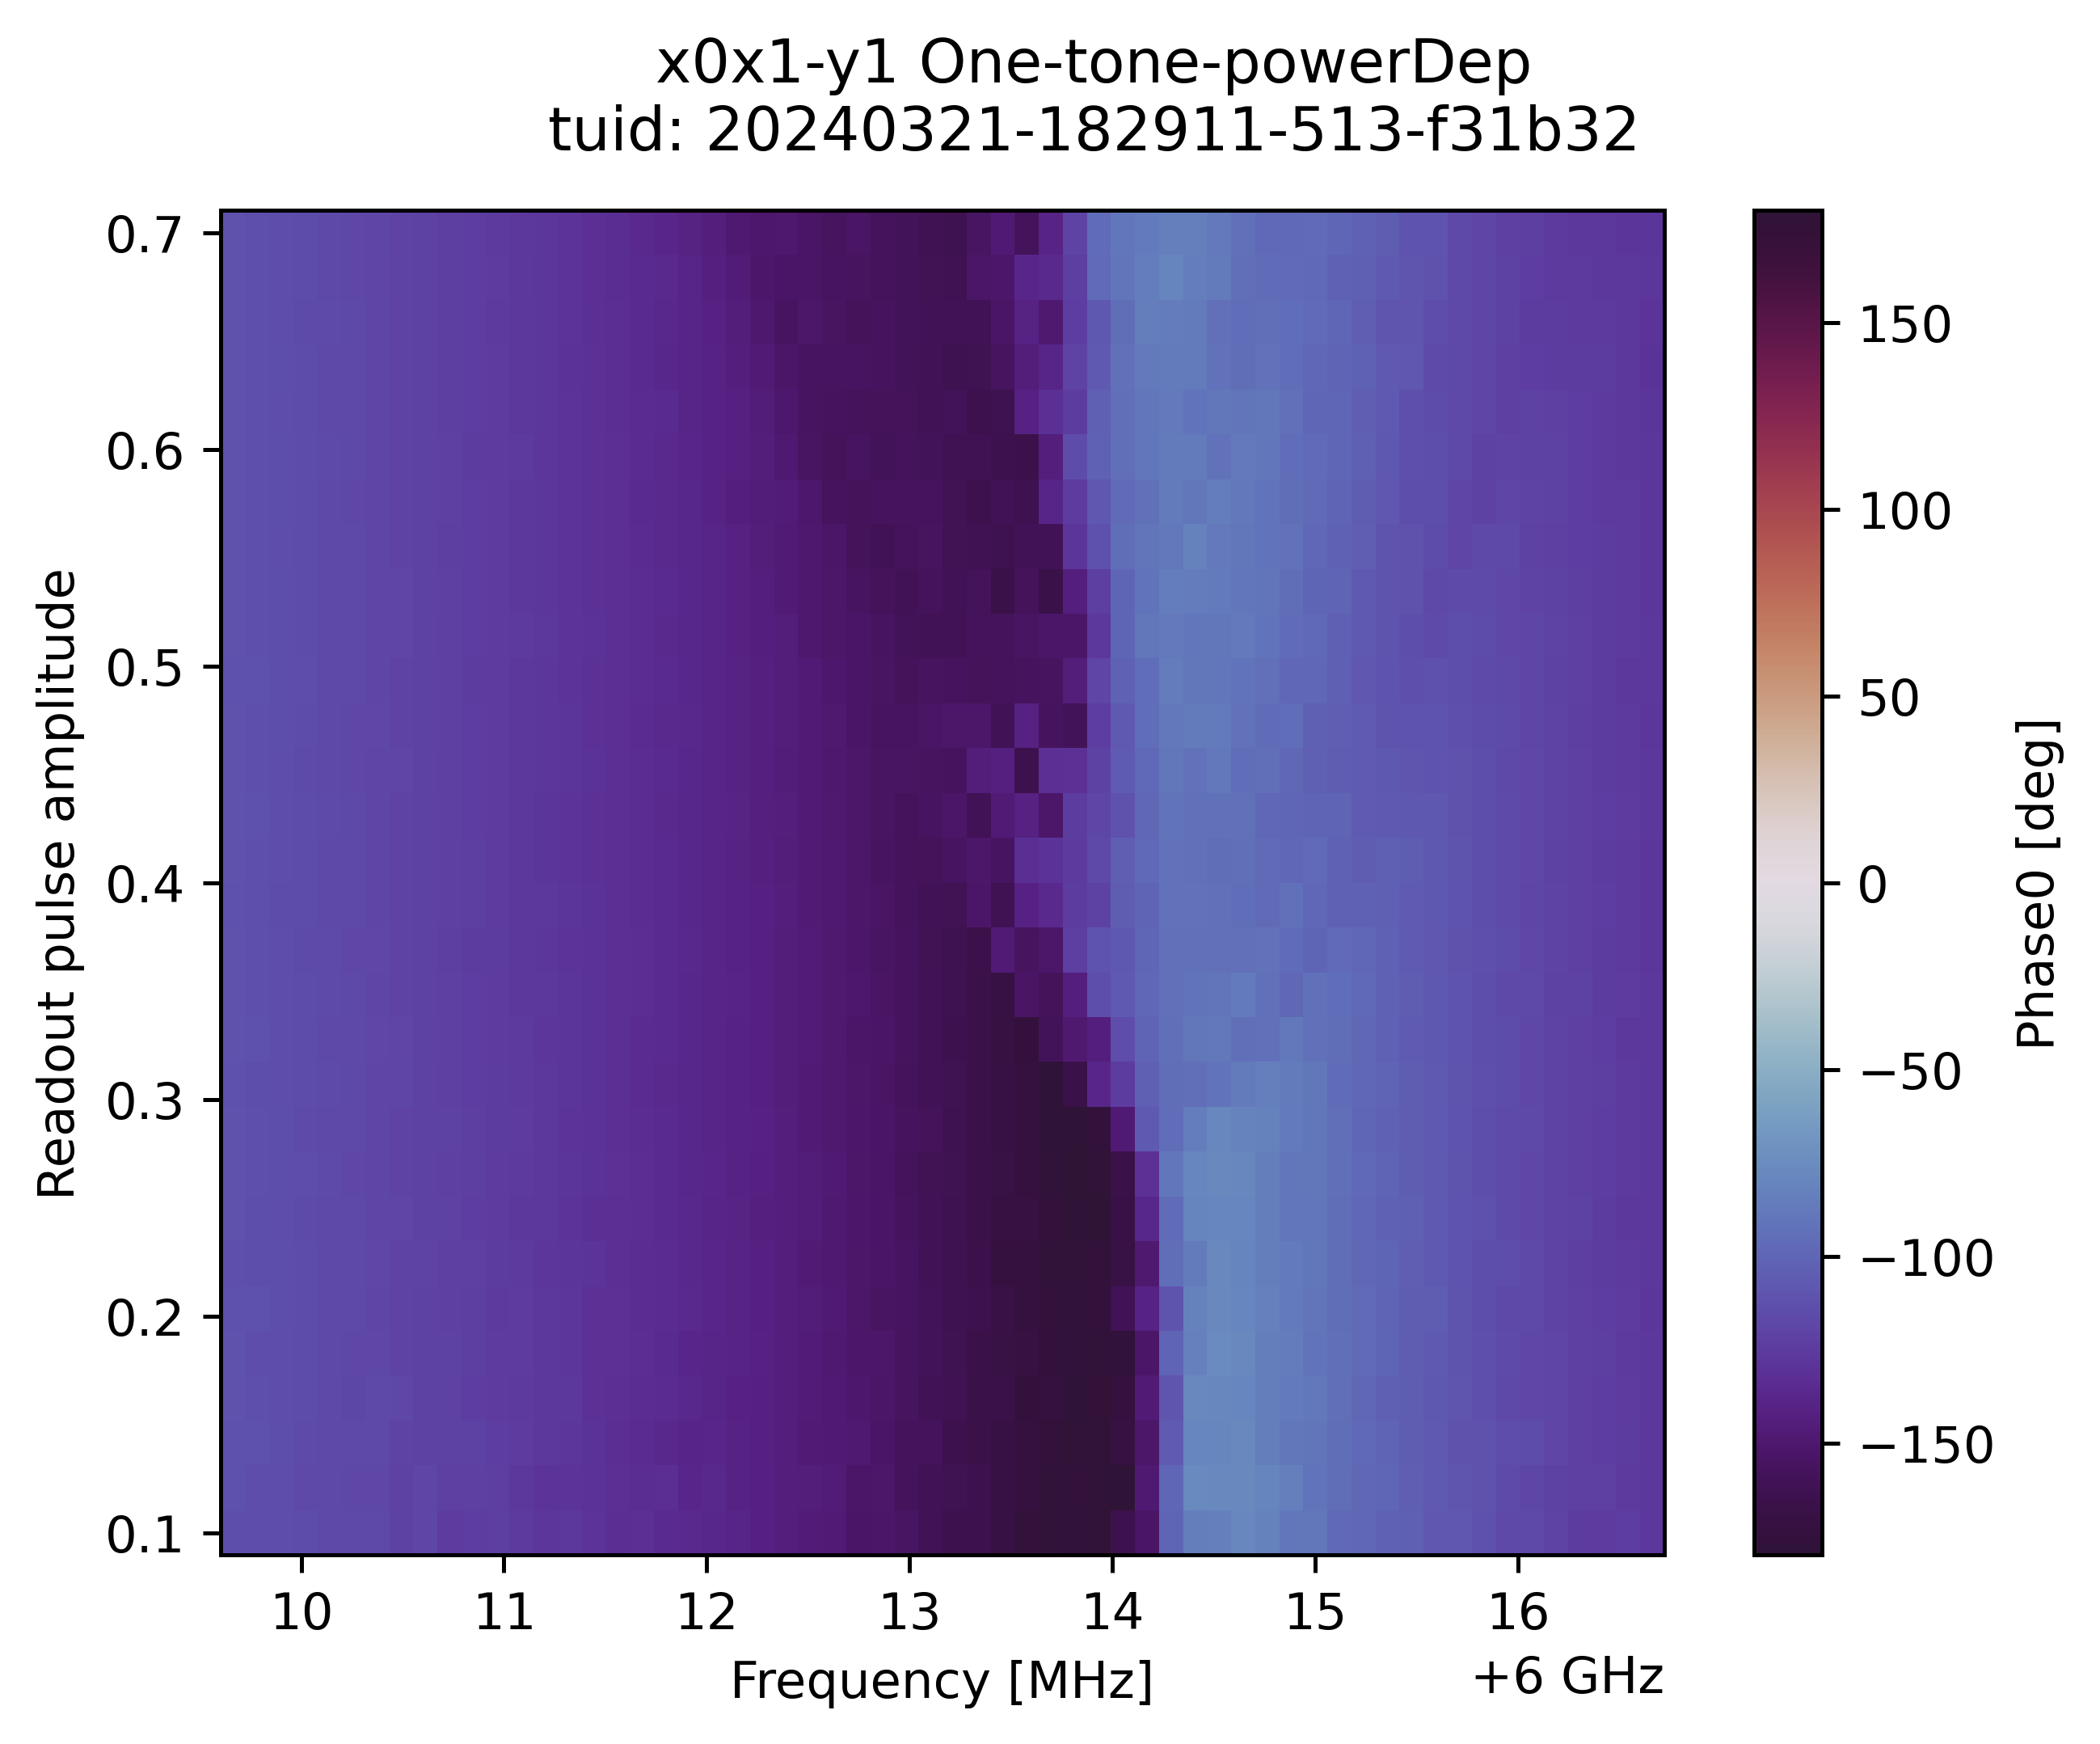 x0x1-y1 One-tone-powerDep
tuid: 20240321-182911-513-f31b32
0.7
0.6
0.5
0.4
0.3
0.2
0.1
Readout pulse amplitude
10 11 12 13 14 15 16
Frequency [MHz]
+6 GHz
150
100
50
0
−50
−100
−150
Phase0 [deg]